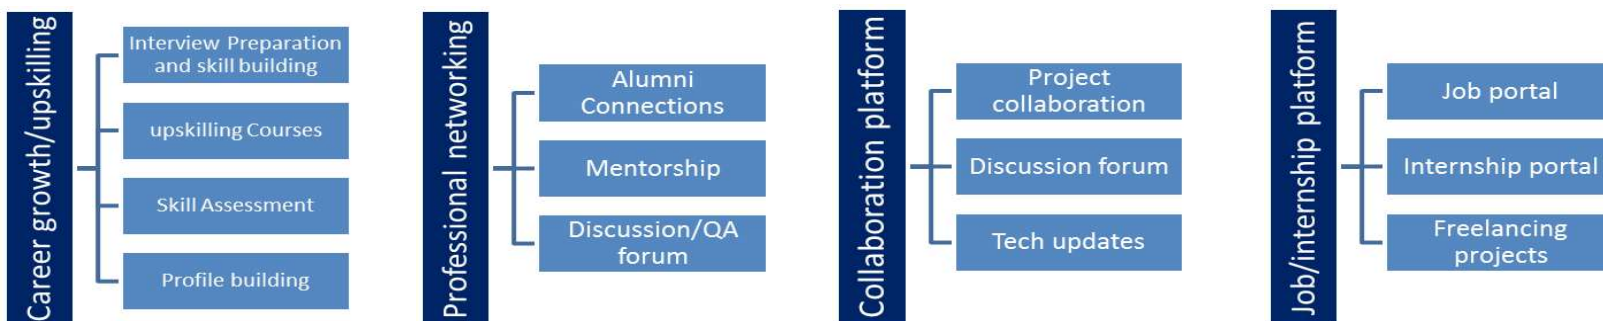 Career growth/upskilling
Interview Preparation
and skill building
upskilling Courses
Skill Assessment
Profile building
Professional networking
Alumni
Connections
Mentorship
Discussion/QA
forum
Collaboration platform
Project
collaboration
Discussion forum
Tech updates
Job/internship platform
Job portal
Internship portal
Freelancing
projects